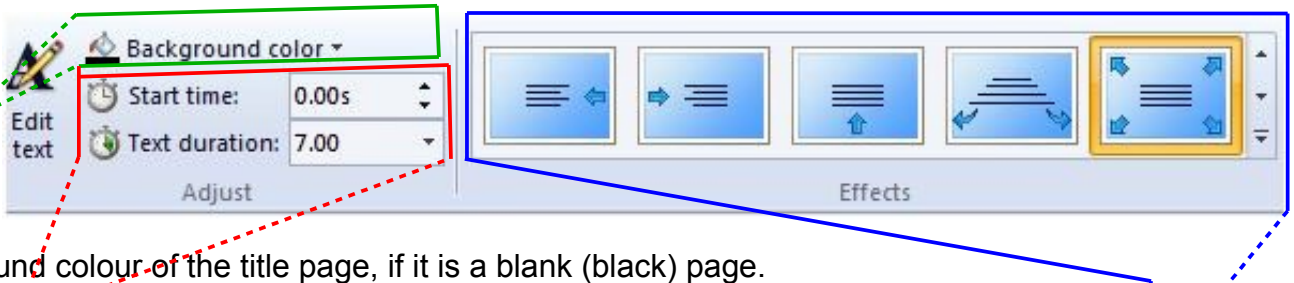 Background color
Start time: 0.00s
Edit text
Text duration: 7.00
Adjust
Effects
und colour of the title page, if it is a blank (black) page.